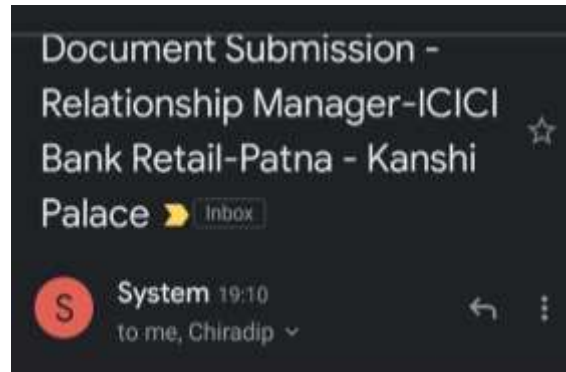 Document Submission -
Relationship Manager-ICICI
Bank Retail-Patna - Kanshi
Palace Inbox
S
System 19:10
to me, Chiradip